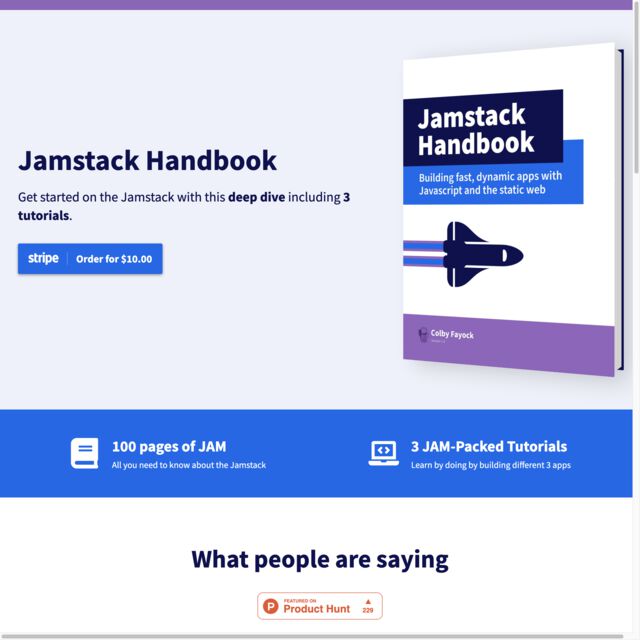 Jamstack Handbook
Get started on the Jamstack with this deep dive including 3
tutorials.
stripe Order for $10.00
Jamstack
Handbook
Building fast, dynamic apps with
Javascript and the static web
Colby Fayock
100 pages of JAM
All you need to know about the Jamstack
3 JAM-Packed Tutorials
Learn by doing by building different 3 apps
What people are saying
P
FEATURED ON
Product Hunt
229